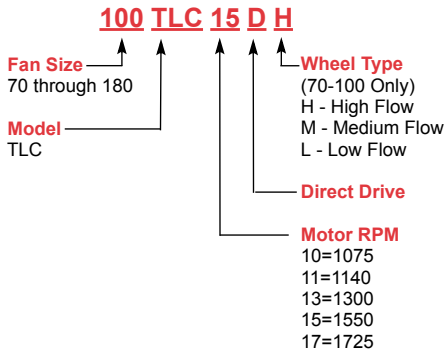 100 TLC 15 D H
Fan Size
70 through 180
Model
TLC
Wheel Type
(70-100 Only)
H - High Flow
M - Medium Flow
L - Low Flow
Direct Drive
Motor RPM
10=1075
11=1140
13=1300
15=1550
17=1725